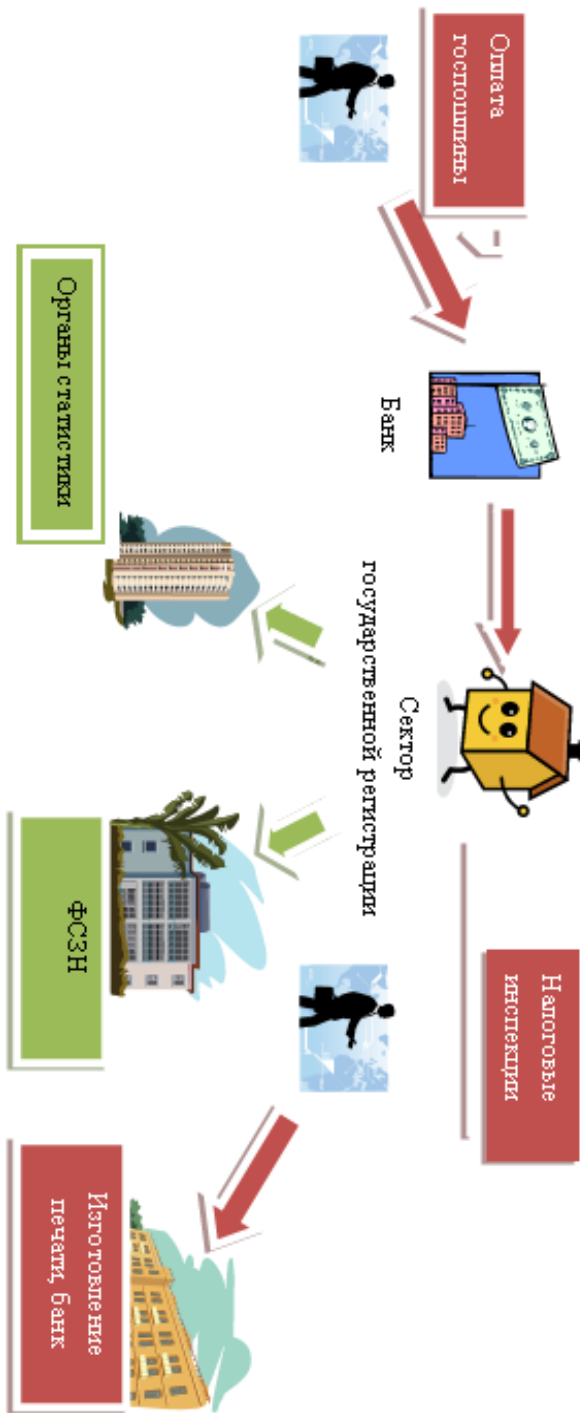 Оплата
госпошлины
Банк
Сектор
государственной регистрации
Налоговые
инспекции
Органы статистики
ФСЗН
Изготовление
печати, банк